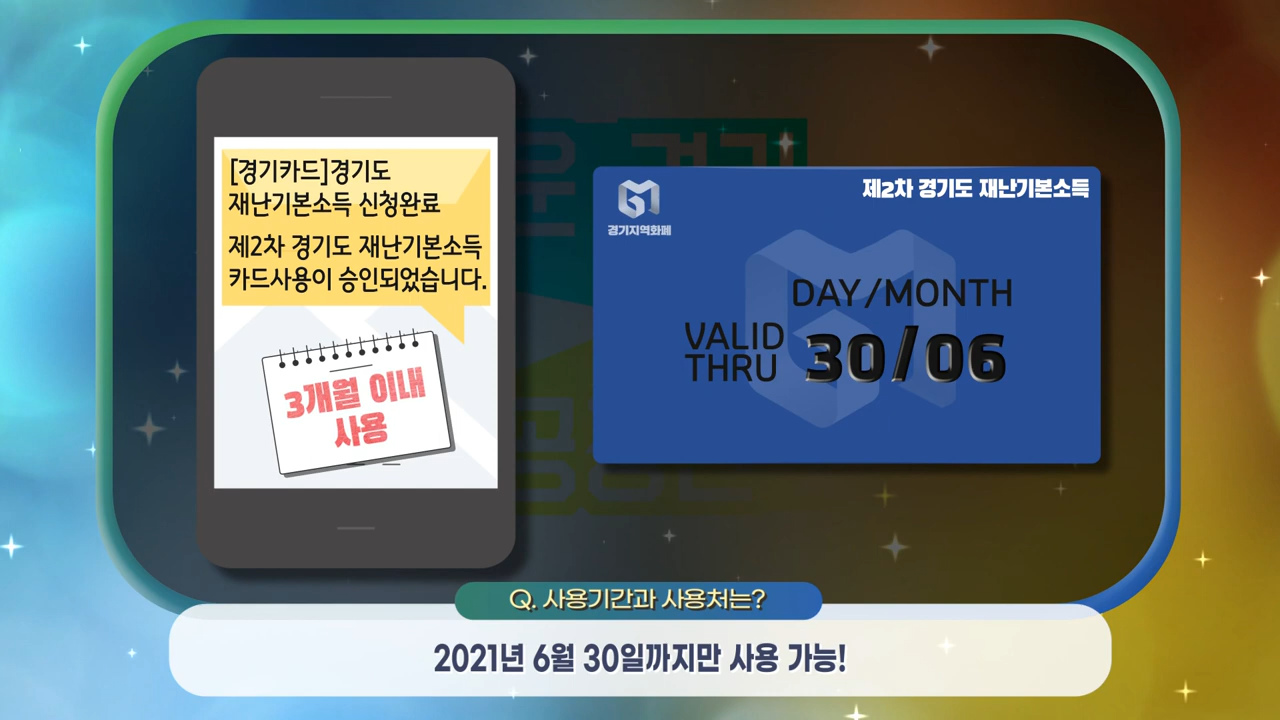 [경기카드]경기도
재난기본소득 신청완료
제2차 경기도 재난기본소득
카드사용이 승인되었습니다.
3개월 이내
사용
경기지역화폐
제2차 경기도 재난기본소득
DAY/MONTH
VALID
THRU
30/06
Q. 사용기간과 사용처는?
2021년 6월 30일까지만 사용 가능!